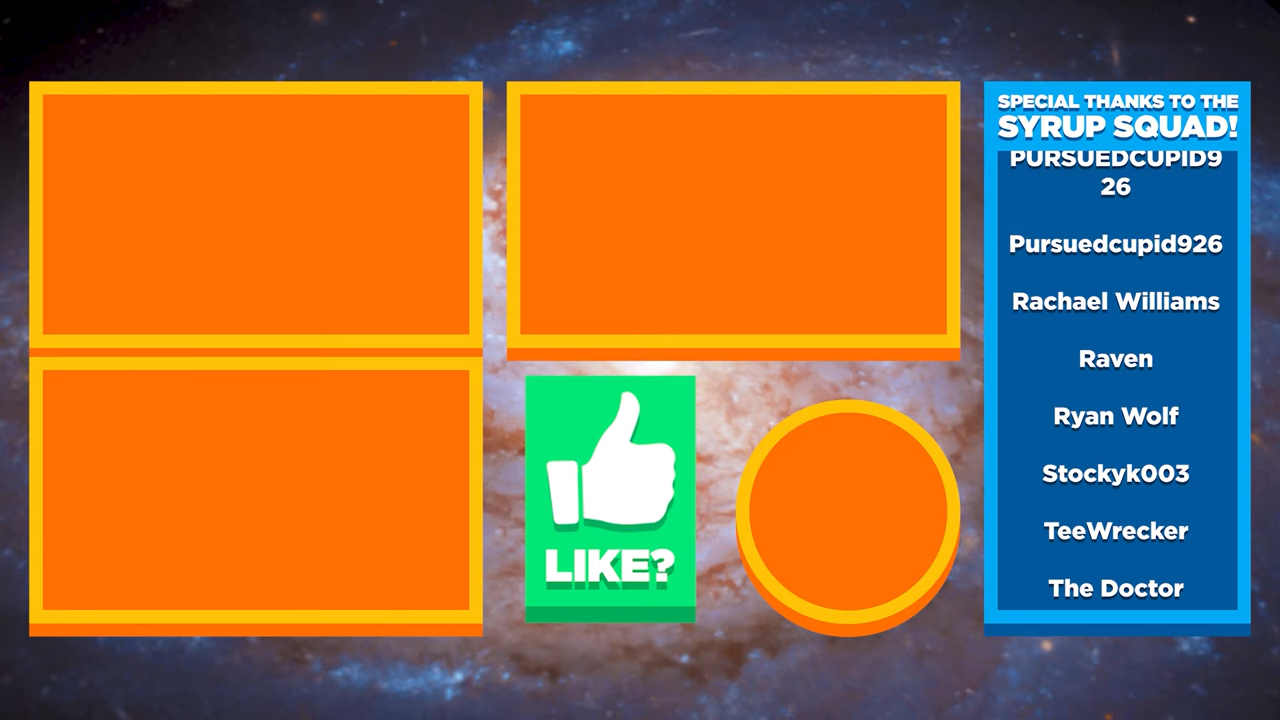 SPECIAL THANKS TO THE
SYRUP SQUAD!
PURSUEDCUPID9
26
Pursuedcupid926
Rachael Williams
Raven
Ryan Wolf
Stockyk003
TeeWrecker
The Doctor
LIKE?